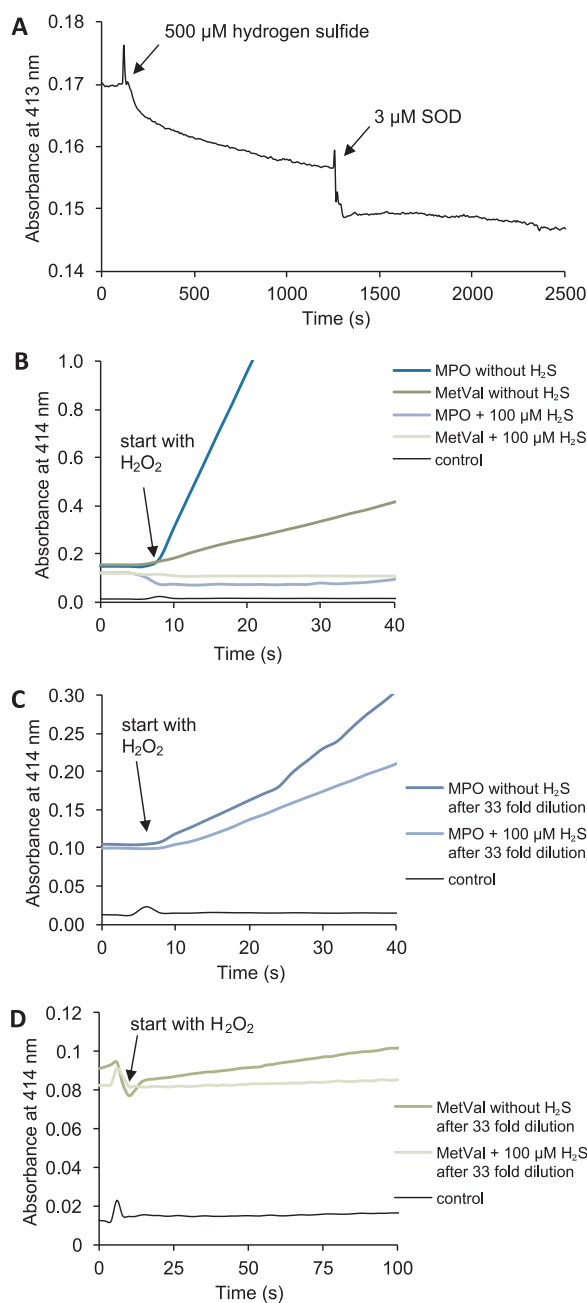 A
0.18
500 µM hydrogen sulfide
0.17
3 µM SOD
0.16
0.15
0.14
Absorbance at 413 nm
0 500 1000 1500 2000 2500
Time (s)
B
1.0
0.8
0.6
0.4
0.2
0.0
Absorbance at 414 nm
start with
H₂O₂
MPO without H₂S
MetVal without H₂S
MPO + 100 µM H₂S
MetVal + 100 µM H₂S
control
0 10 20 30 40
Time (s)
C
0.30
0.25
0.20
0.15
0.10
0.05
0.00
Absorbance at 414 nm
start with
H₂O₂
MPO without H₂S
after 33 fold dilution
MPO + 100 µM H₂S
after 33 fold dilution
control
0 10 20 30 40
Time (s)
D
0.12
0.1
0.08
0.06
0.04
0.02
0
Absorbance at 414 nm
start with H₂O₂
MetVal without H₂S
after 33 fold dilution
MetVal + 100 µM H₂S
after 33 fold dilution
control
0 25 50 75 100
Time (s)